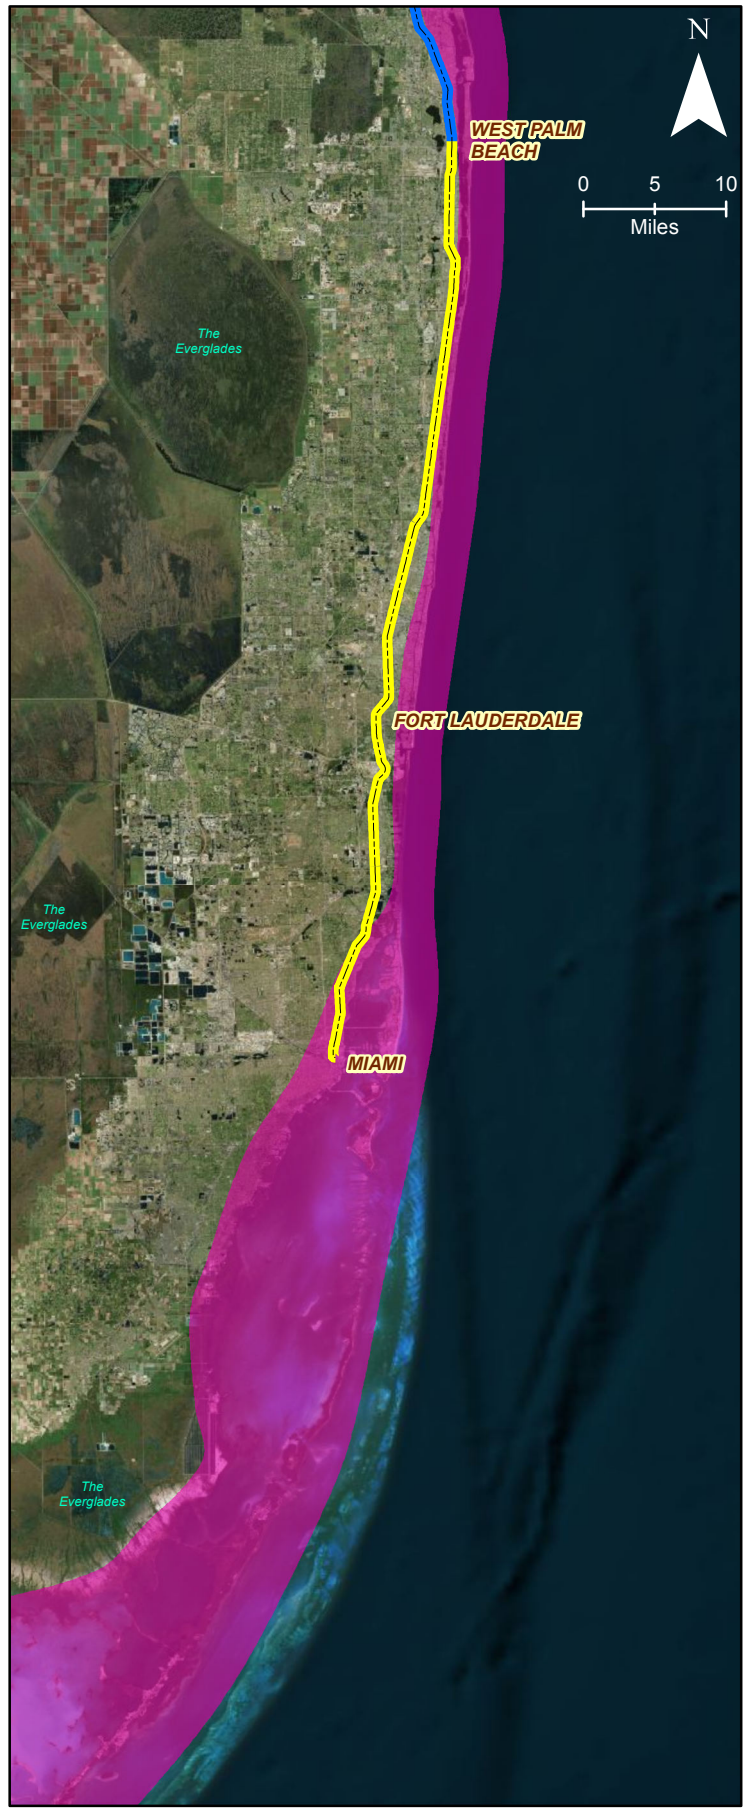 N
WEST PALM
BEACH
0 5 10
Miles
The
Everglades
FORT LAUDERDALE
The
Everglades
MIAMI
The
Everglades